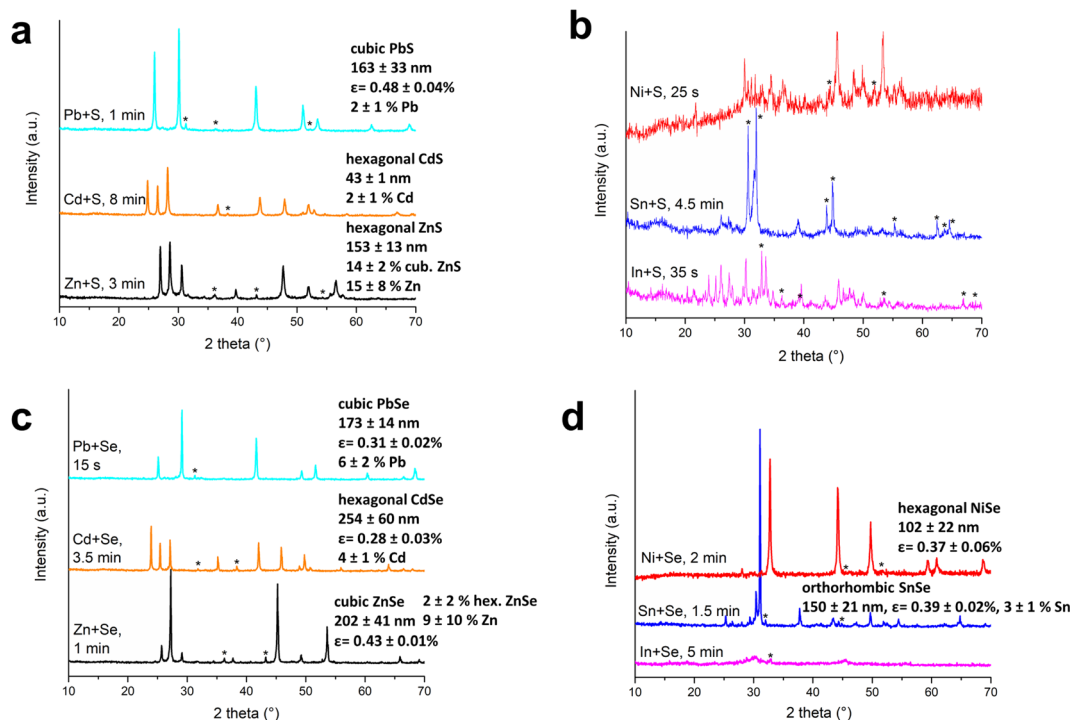 a
cubic PbS
163 ± 33 nm
ε= 0.48 ± 0.04%
2 ± 1 % Pb
Pb+S, 1 min
*
*
*
hexagonal CdS
43 ± 1 nm
2 ± 1 % Cd
Cd+S, 8 min
*
hexagonal ZnS
153 ± 13 nm
14 ± 2 % cub. ZnS
15 ± 8 % Zn
Zn+S, 3 min
*
*
*
Intensity (a.u.)
10 20 30 40 50 60 70
2 theta (°)
b
Ni+S, 25 s
*
*
Sn+S, 4.5 min
*
*
*
*
*
*
*
*
In+S, 35 s
*
*
*
*
*
*
Intensity (a.u.)
10 20 30 40 50 60 70
2 theta (°)
c
cubic PbSe
173 ± 14 nm
ε= 0.31 ± 0.02%
6 ± 2 % Pb
Pb+Se,
15 s
*
hexagonal CdSe
254 ± 60 nm
ε= 0.28 ± 0.03%
4 ± 1 % Cd
Cd+Se,
3.5 min
*
*
cubic ZnSe
202 ± 41 nm
ε= 0.43 ± 0.01%
2 ± 2 % hex. ZnSe
9 ± 10 % Zn
Zn+Se,
1 min
*
*
Intensity (a.u.)
10 20 30 40 50 60 70
2 theta (°)
d
hexagonal NiSe
102 ± 22 nm
ε= 0.37 ± 0.06%
Ni+Se, 2 min
*
*
orthorhombic SnSe
150 ± 21 nm, ε= 0.39 ± 0.02%, 3 ± 1 % Sn
Sn+Se, 1.5 min
*
*
*
In+Se, 5 min
*
Intensity (a.u.)
10 20 30 40 50 60 70
2 theta (°)